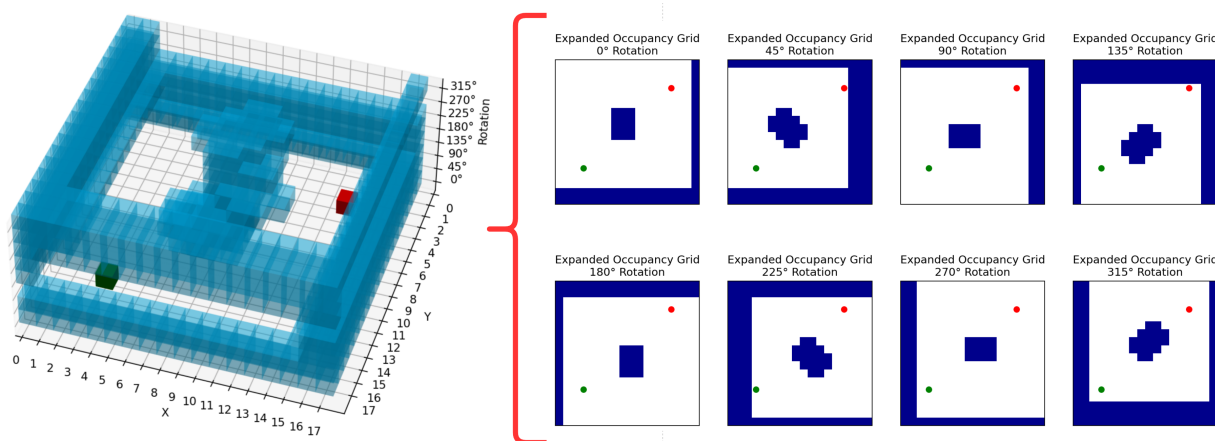 315°
270°
225°
180°
135°
90°
45°
0°
Rotation
0
1
2
3
4
5
6
7
8
9
10
11
12
13
14
15
16
17
Y
0
1
2
3
4
5
6
7
8
9
10
11
12
13
14
15
16
17
X
Expanded Occupancy Grid
0° Rotation
Expanded Occupancy Grid
45° Rotation
Expanded Occupancy Grid
90° Rotation
Expanded Occupancy Grid
135° Rotation
Expanded Occupancy Grid
180° Rotation
Expanded Occupancy Grid
225° Rotation
Expanded Occupancy Grid
270° Rotation
Expanded Occupancy Grid
315° Rotation